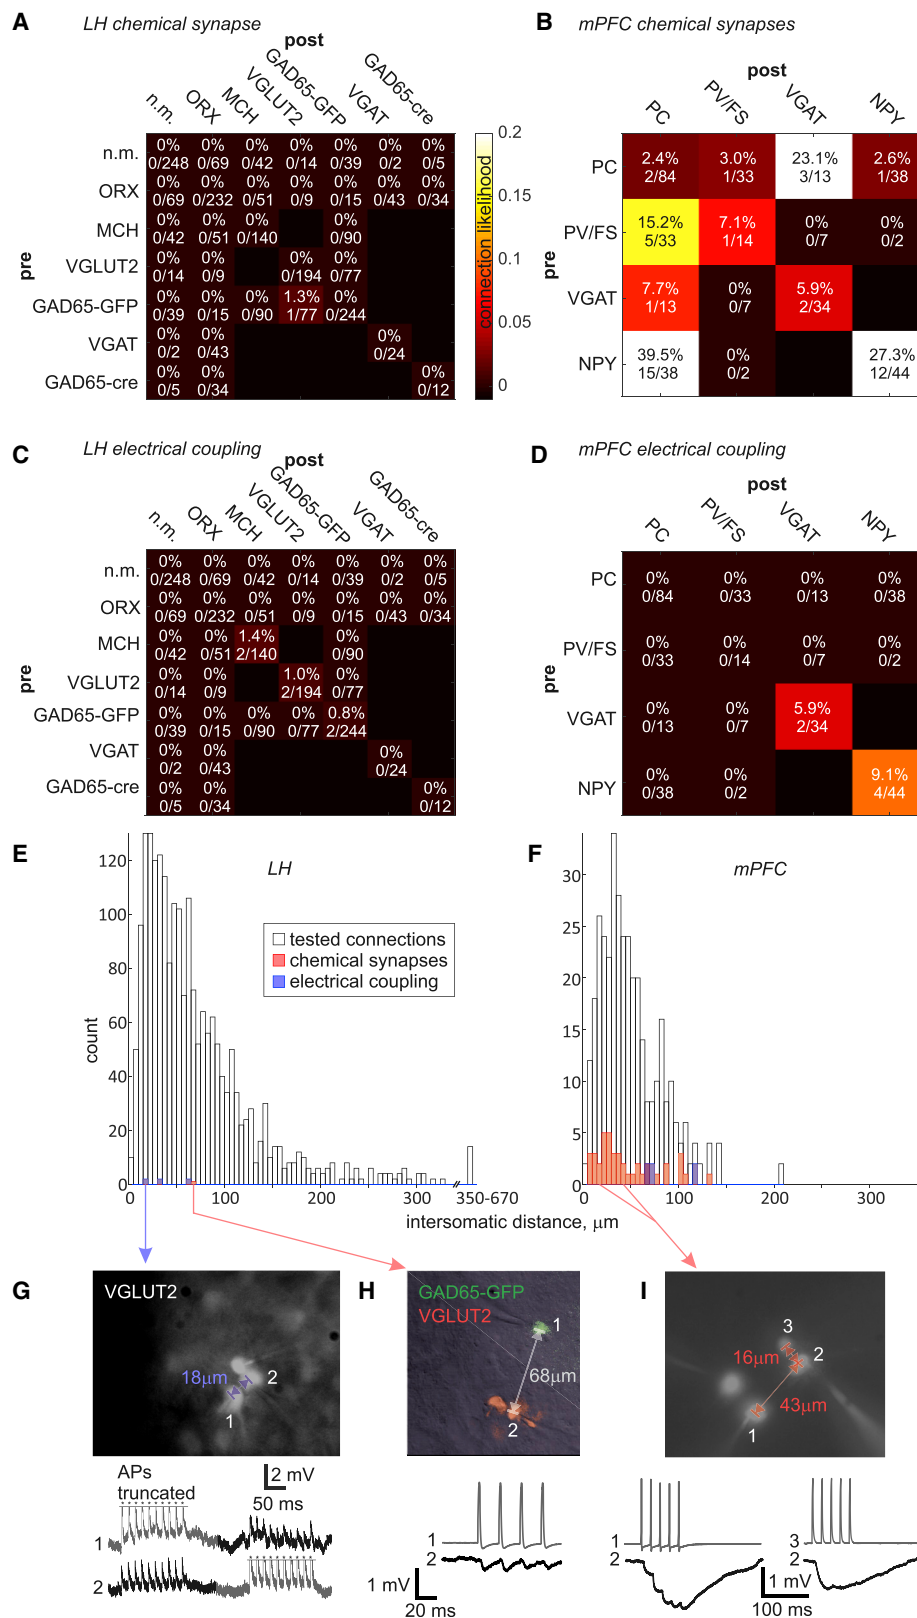 A
LH chemical synapse
post
n.m.
ORX
MCH
VGLUT2
GAD65-GFP
VGAT
GAD65-cre
pre
n.m.
0% 0% 0% 0% 0% 0% 0%
0/248 0/69 0/42 0/14 0/39 0/2 0/5
ORX
0% 0% 0% 0% 0% 0% 0%
0/69 0/232 0/51 0/9 0/15 0/43 0/34
MCH
0% 0% 0% 0%
0/42 0/51 0/140 0/90
VGLUT2
0% 0% 0% 0%
0/14 0/9 0/194 0/77
GAD65-GFP
0% 0% 0% 1.3% 0%
0/39 0/15 0/90 1/77 0/244
VGAT
0% 0% 0%
0/2 0/43 0/24
GAD65-cre
0% 0% 0%
0/5 0/34 0/12
0.2
0.15
0.1
0.05
0
connection likelihood
B
mPFC chemical synapses
post
PC
PV/FS
VGAT
NPY
pre
PC
2.4% 3.0% 23.1% 2.6%
2/84 1/33 3/13 1/38
PV/FS
15.2% 7.1% 0% 0%
5/33 1/14 0/7 0/2
VGAT
7.7% 0% 5.9%
1/13 0/7 2/34
NPY
39.5% 0% 27.3%
15/38 0/2 12/44
C
LH electrical coupling
post
n.m.
ORX
MCH
VGLUT2
GAD65-GFP
VGAT
GAD65-cre
pre
n.m.
0% 0% 0% 0% 0% 0% 0%
0/248 0/69 0/42 0/14 0/39 0/2 0/5
ORX
0% 0% 0% 0% 0% 0% 0%
0/69 0/232 0/51 0/9 0/15 0/43 0/34
MCH
0% 0% 1.4% 0%
0/42 0/51 2/140 0/90
VGLUT2
0% 0% 1.0% 0%
0/14 0/9 2/194 0/77
GAD65-GFP
0% 0% 0% 0% 0.8%
0/39 0/15 0/90 0/77 2/244
VGAT
0% 0% 0%
0/2 0/43 0/24
GAD65-cre
0% 0% 0%
0/5 0/34 0/12
D
mPFC electrical coupling
post
PC
PV/FS
VGAT
NPY
pre
PC
0% 0% 0% 0%
0/84 0/33 0/13 0/38
PV/FS
0% 0% 0% 0%
0/33 0/14 0/7 0/2
VGAT
0% 0% 5.9%
0/13 0/7 2/34
NPY
0% 0% 9.1%
0/38 0/2 4/44
E
LH
count
120
100
80
60
40
20
0
0 100 200 300 350-670
tested connections
chemical synapses
electrical coupling
F
mPFC
30
25
20
15
10
5
0
0 100 200 300
intersomatic distance, μm
G
VGLUT2
18μm
2
1
APs
truncated
2 mV
50 ms
1
2
H
GAD65-GFP
VGLUT2
1
68μm
2
1
2
1 mV
20 ms
I
3
2
16μm
43μm
1
1
2
3
2
1 mV
100 ms